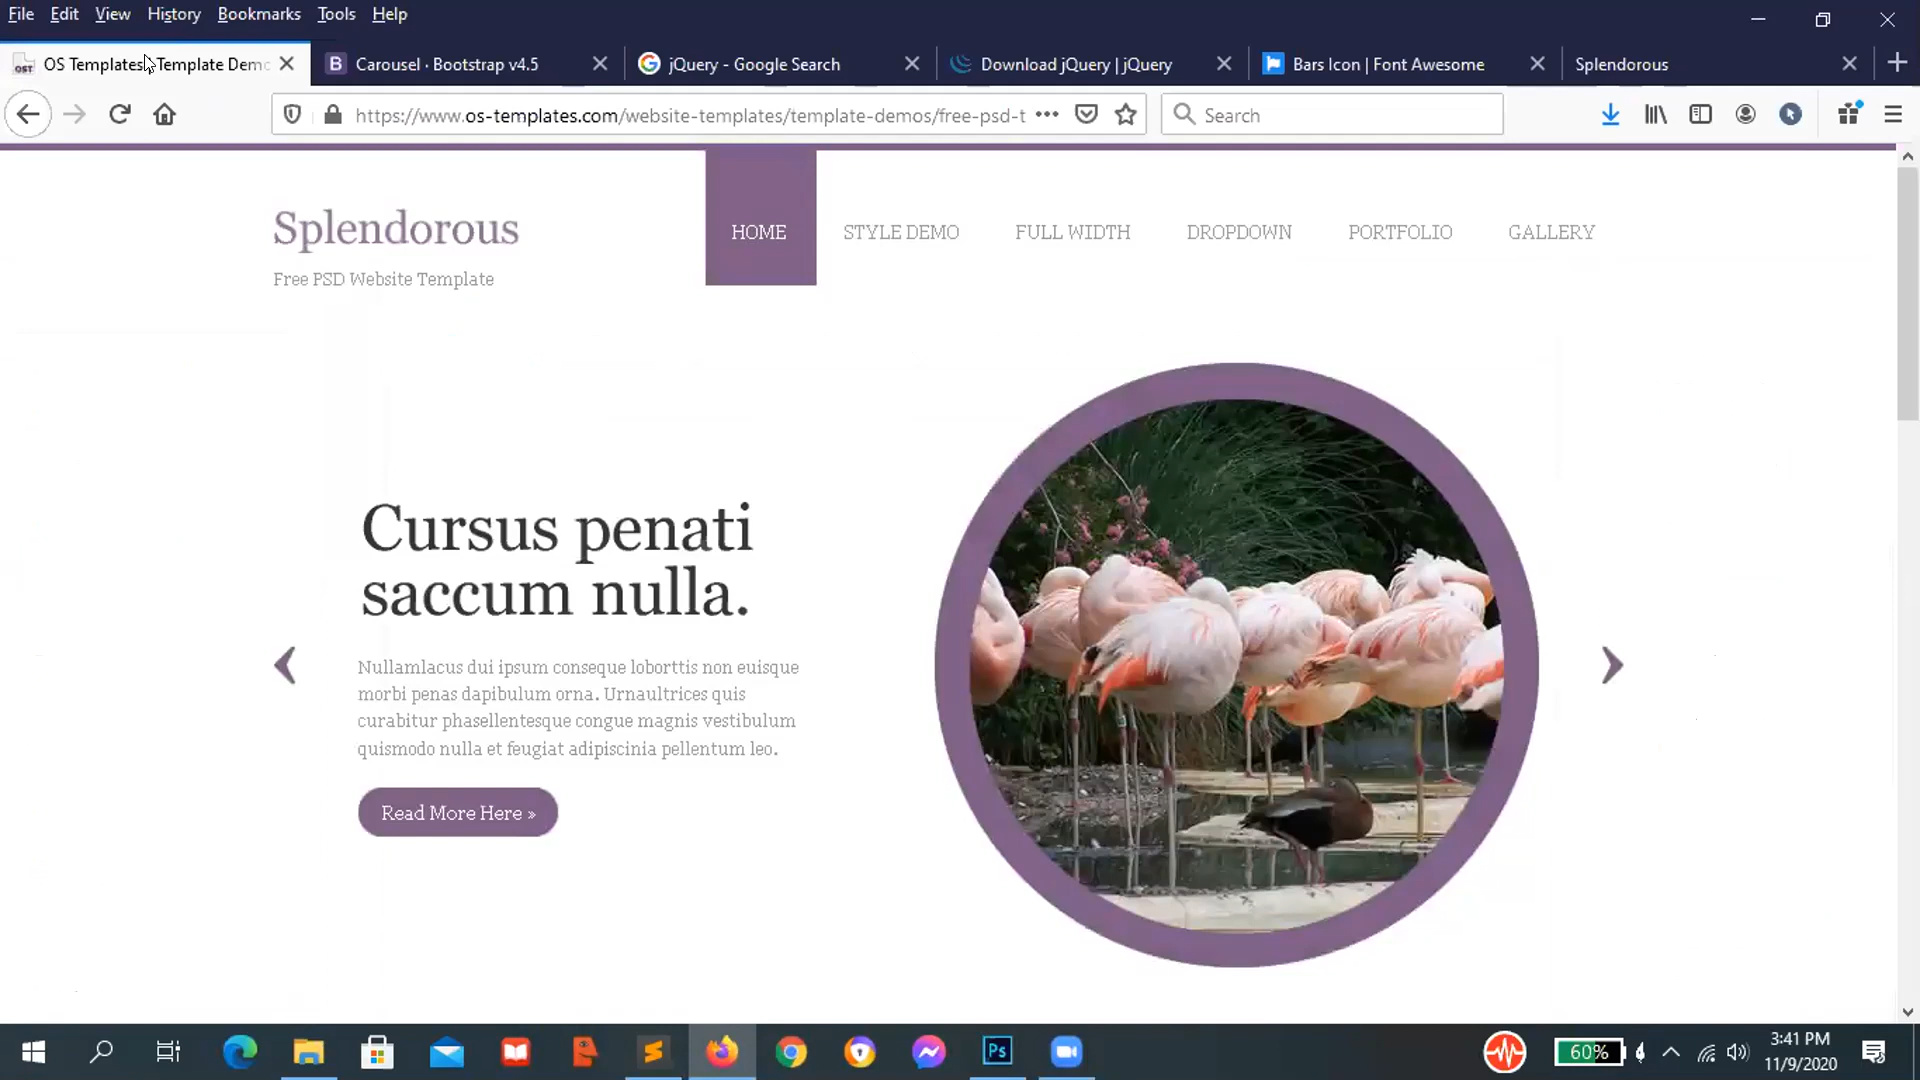 File Edit View History Bookmarks Tools Help
OST OS Templates Template Demo
Carousel · Bootstrap v4.5
jQuery - Google Search
Download jQuery | jQuery
Bars Icon | Font Awesome
Splendorous
https://www.os-templates.com/website-templates/template-demos/free-psd-t
Search
Splendorous
Free PSD Website Template
HOME
STYLE DEMO
FULL WIDTH
DROPDOWN
PORTFOLIO
GALLERY
Cursus penati
saccum nulla.
Nullamlacus dui ipsum conseque loborttis non euisque
morbi penas dapibulum orna. Urnaultrices quis
curabitur phasellentesque congue magnis vestibulum
quismodo nulla et feugiat adipiscinia pellentum leo.
Read More Here »
Ps
60%
3:41 PM
11/9/2020